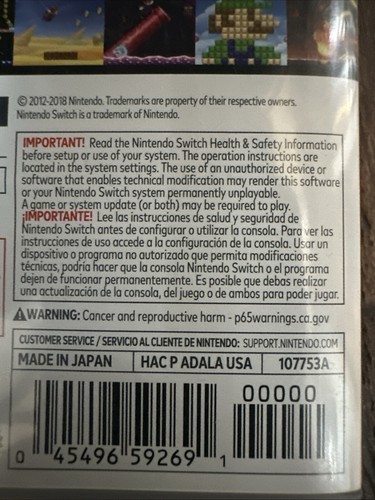 © 2012-2018 Nintendo. Trademarks are property of their respective owners.
Nintendo Switch is a trademark of Nintendo.
IMPORTANT! Read the Nintendo Switch Health & Safety Information
before setup or use of your system. The operation instructions are
located in the system settings. The use of an unauthorized device or
software that enables technical modification may render this software
or your Nintendo Switch system permanently unplayable.
A game or system update (or both) may be required to play.
¡IMPORTANTE! Lee las instrucciones de salud y seguridad de
Nintendo Switch antes de configurar o utilizar la consola. Para ver las
instrucciones de uso accede a la configuración de la consola. Usar un
dispositivo o programa no autorizado que permita modificaciones
técnicas, podría hacer que la consola Nintendo Switch o el programa
dejen de funcionar permanentemente. Es posible que debas realizar
una actualización de la consola, del juego o de ambos para poder jugar.
⚠WARNING: Cancer and reproductive harm - p65warnings.ca.gov
CUSTOMER SERVICE / SERVICIO AL CLIENTE DE NINTENDO: SUPPORT.NINTENDO.COM
MADE IN JAPAN HAC P ADALA USA 107753A
00000
0 45496 59269 1